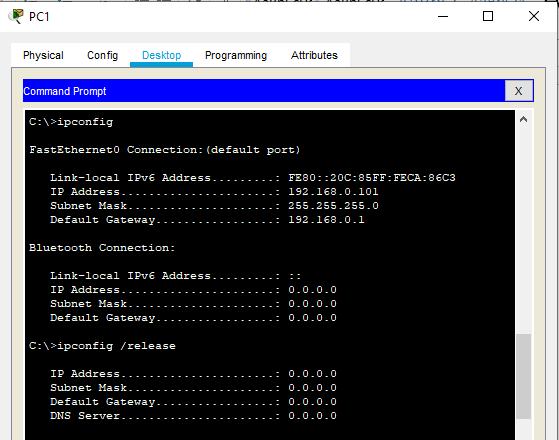 PC1
Physical Config Desktop Programming Attributes
Command Prompt X
C:\>ipconfig
FastEthernet0 Connection:(default port)
Link-local IPv6 Address.........: FE80::20C:85FF:FECA:86C3
IP Address......................: 192.168.0.101
Subnet Mask.....................: 255.255.255.0
Default Gateway.................: 192.168.0.1
Bluetooth Connection:
Link-local IPv6 Address.........: ::
IP Address......................: 0.0.0.0
Subnet Mask.....................: 0.0.0.0
Default Gateway.................: 0.0.0.0
C:\>ipconfig /release
IP Address......................: 0.0.0.0
Subnet Mask.....................: 0.0.0.0
Default Gateway.................: 0.0.0.0
DNS Server......................: 0.0.0.0